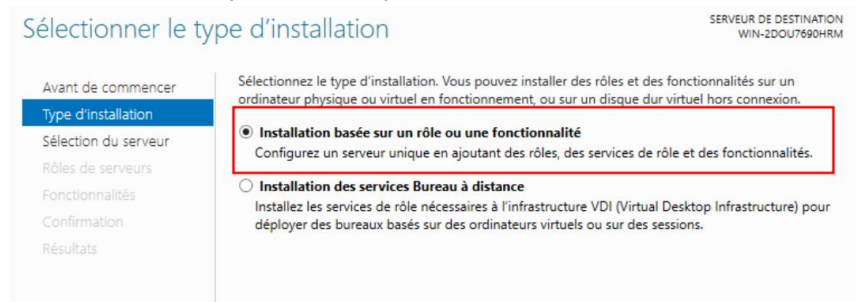 Sélectionner le type d'installation
SERVEUR DE DESTINATION
WIN-2DOU7690HRM
Avant de commencer
Type d'installation
Sélection du serveur
Rôles de serveurs
Fonctionnalités
Confirmation
Résultats
Sélectionnez le type d'installation. Vous pouvez installer des rôles et des fonctionnalités sur un
ordinateur physique ou virtuel en fonctionnement, ou sur un disque dur virtuel hors connexion.
Installation basée sur un rôle ou une fonctionnalité
Configurez un serveur unique en ajoutant des rôles, des services de rôle et des fonctionnalités.
Installation des services Bureau à distance
Installez les services de rôle nécessaires à l'infrastructure VDI (Virtual Desktop Infrastructure) pour
déployer des bureaux basés sur des ordinateurs virtuels ou sur des sessions.